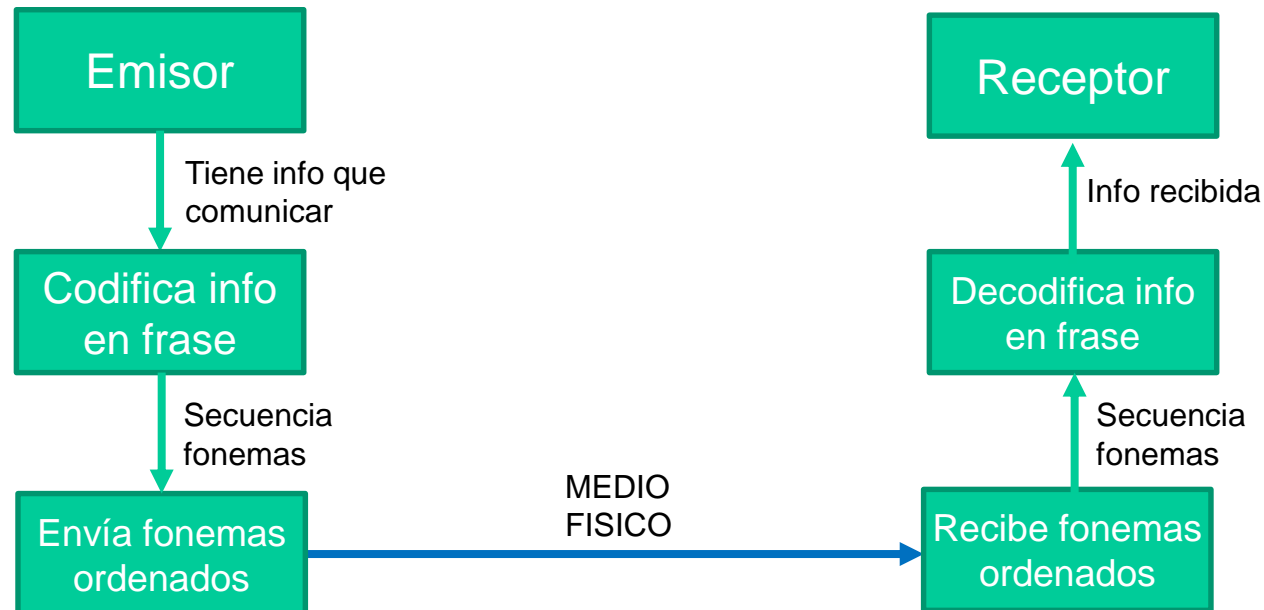 Emisor
Tiene info que
comunicar
Codifica info
en frase
Secuencia
fonemas
Envía fonemas
ordenados
MEDIO
FISICO
Receptor
Info recibida
Decodifica info
en frase
Secuencia
fonemas
Recibe fonemas
ordenados